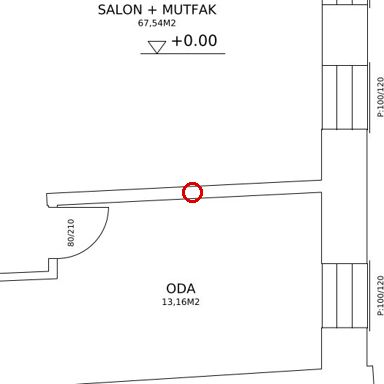 SALON + MUTFAK
67,54M2
+0.00
P:100/120
80/210
ODA
13,16M2
P:100/120